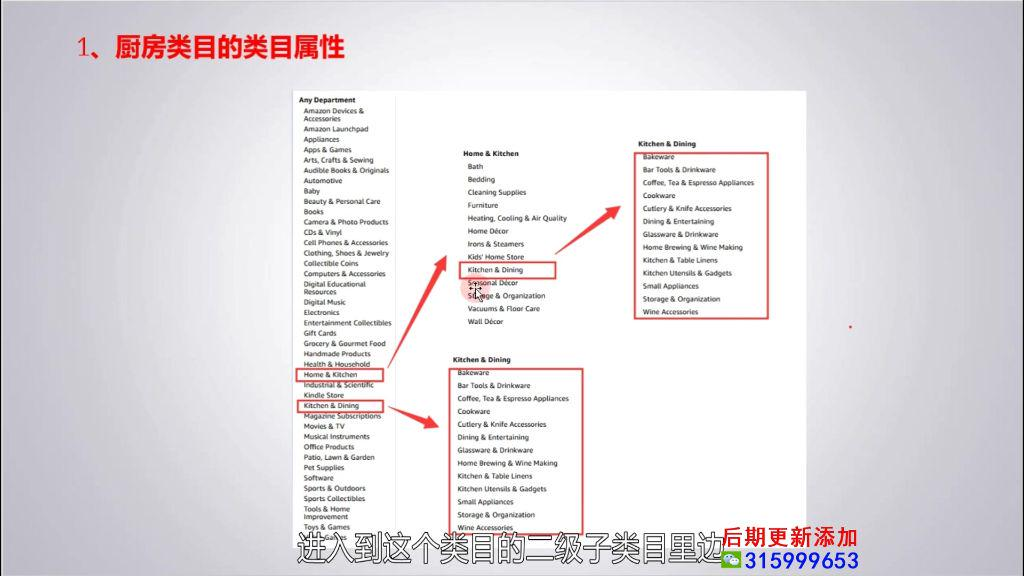 1、厨房类目的类目属性
Any Department
Amazon Devices &
Accessories
Amazon Launchpad
Appliances
Apps & Games
Arts, Crafts & Sewing
Audible Books & Originals
Automotive
Baby
Beauty & Personal Care
Books
Camera & Photo Products
CDs & Vinyl
Cell Phones & Accessories
Clothing, Shoes & Jewelry
Collectible Coins
Computers & Accessories
Digital Educational
Resources
Digital Music
Electronics
Entertainment Collectibles
Gift Cards
Grocery & Gourmet Food
Handmade Products
Health & Household
Home & Kitchen
Industrial & Scientific
Kindle Store
Kitchen & Dining
Magazine Subscriptions
Movies & TV
Musical Instruments
Office Products
Patio, Lawn & Garden
Pet Supplies
Software
Sports & Outdoors
Sports Collectibles
Tools & Home
Improvement
Toys & Games
Home & Kitchen
Bath
Bedding
Cleaning Supplies
Furniture
Heating, Cooling & Air Quality
Home Décor
Irons & Steamers
Kids' Home Store
Kitchen & Dining
Seasonal Décor
Storage & Organization
Vacuums & Floor Care
Wall Décor
Kitchen & Dining
Bakeware
Bar Tools & Drinkware
Coffee, Tea & Espresso Appliances
Cookware
Cutlery & Knife Accessories
Dining & Entertaining
Glassware & Drinkware
Home Brewing & Wine Making
Kitchen & Table Linens
Kitchen Utensils & Gadgets
Small Appliances
Storage & Organization
Wine Accessories
Kitchen & Dining
Bakeware
Bar Tools & Drinkware
Coffee, Tea & Espresso Appliances
Cookware
Cutlery & Knife Accessories
Dining & Entertaining
Glassware & Drinkware
Home Brewing & Wine Making
Kitchen & Table Linens
Kitchen Utensils & Gadgets
Small Appliances
Storage & Organization
Wine Accessories
进入到这个类目的二级子类目里边
后期更新添加
315999653